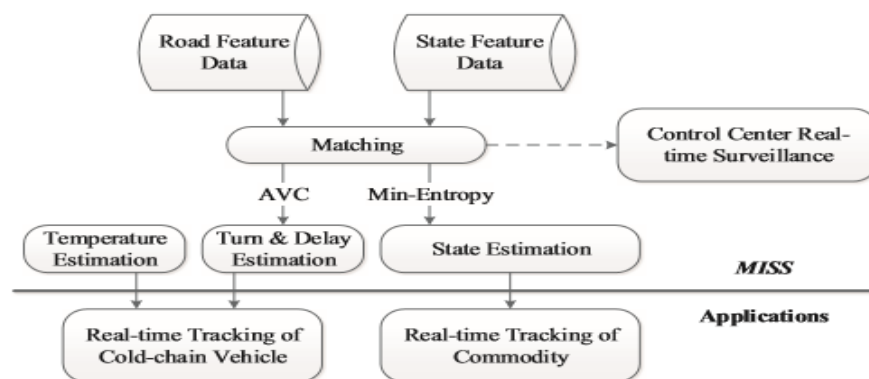 Road Feature
Data
State Feature
Data
Matching
Control Center Real-
time Surveillance
AVC
Min-Entropy
Temperature
Estimation
Turn & Delay
Estimation
State Estimation
MISS
Applications
Real-time Tracking of
Cold-chain Vehicle
Real-time Tracking of
Commodity